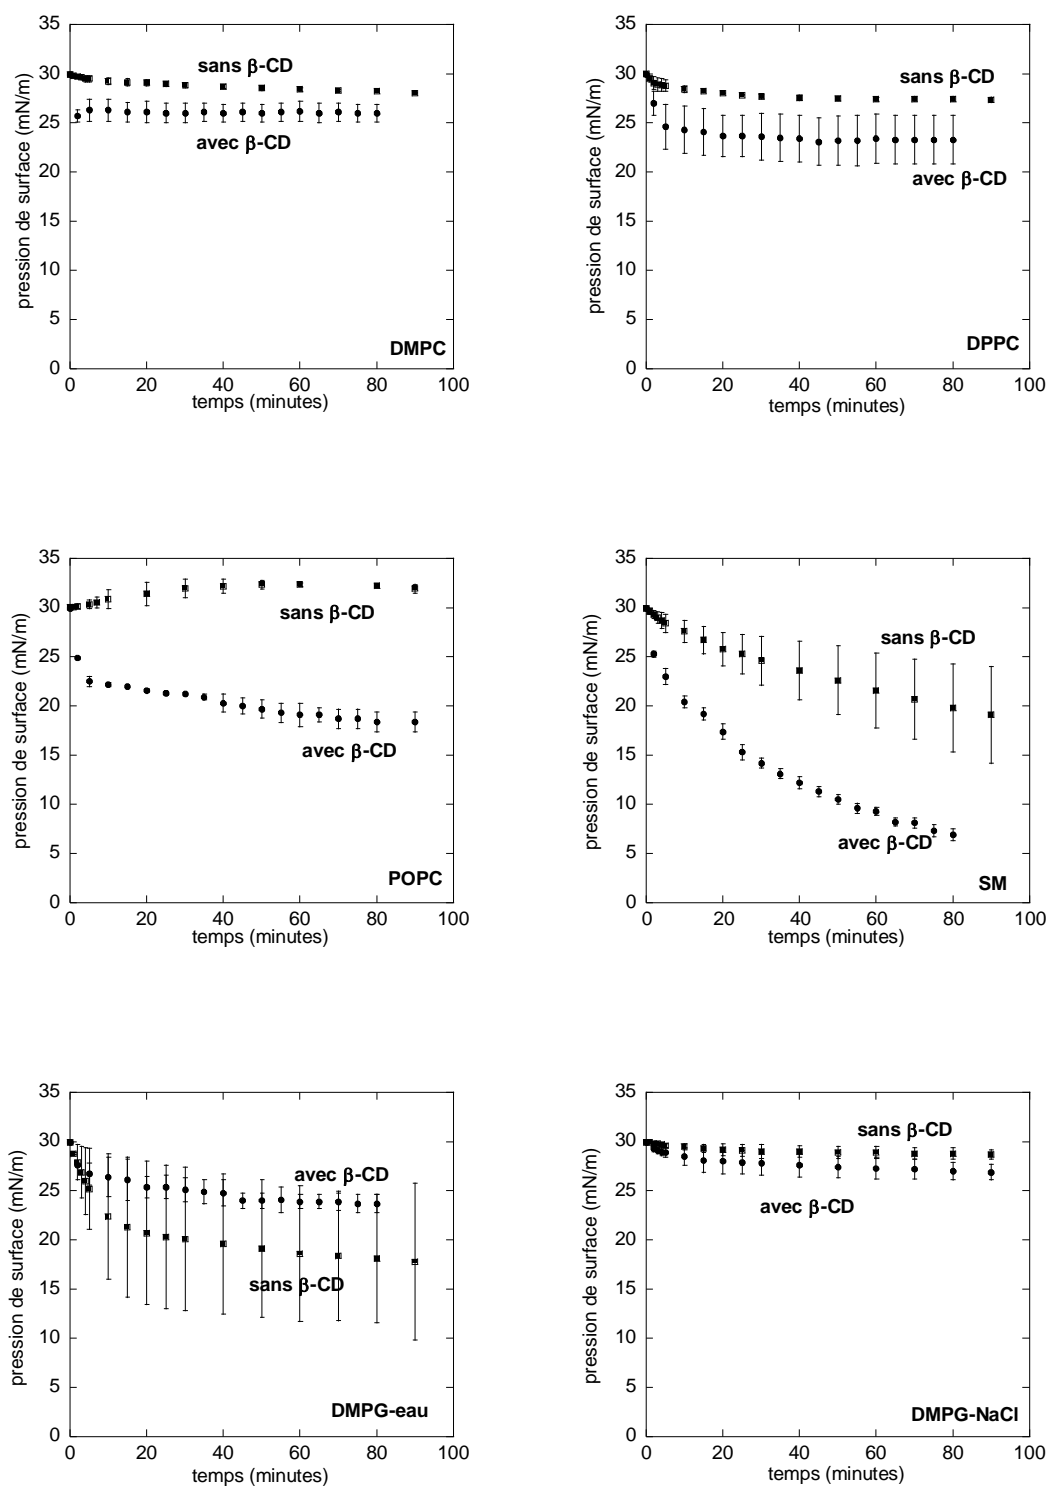 35
30
25
20
15
10
5
0
pression de surface (mN/m)
sans β-CD
avec β-CD
DMPC
0 20 40 60 80 100
temps (minutes)
35
30
25
20
15
10
5
0
pression de surface (mN/m)
sans β-CD
avec β-CD
DPPC
0 20 40 60 80 100
temps (minutes)
35
30
25
20
15
10
5
0
pression de surface (mN/m)
sans β-CD
avec β-CD
POPC
0 20 40 60 80 100
temps (minutes)
35
30
25
20
15
10
5
0
pression de surface (mN/m)
sans β-CD
avec β-CD
SM
0 20 40 60 80 100
temps (minutes)
35
30
25
20
15
10
5
0
pression de surface (mN/m)
avec β-CD
sans β-CD
DMPG-eau
0 20 40 60 80 100
temps (minutes)
35
30
25
20
15
10
5
0
pression de surface (mN/m)
sans β-CD
avec β-CD
DMPG-NaCl
0 20 40 60 80 100
temps (minutes)